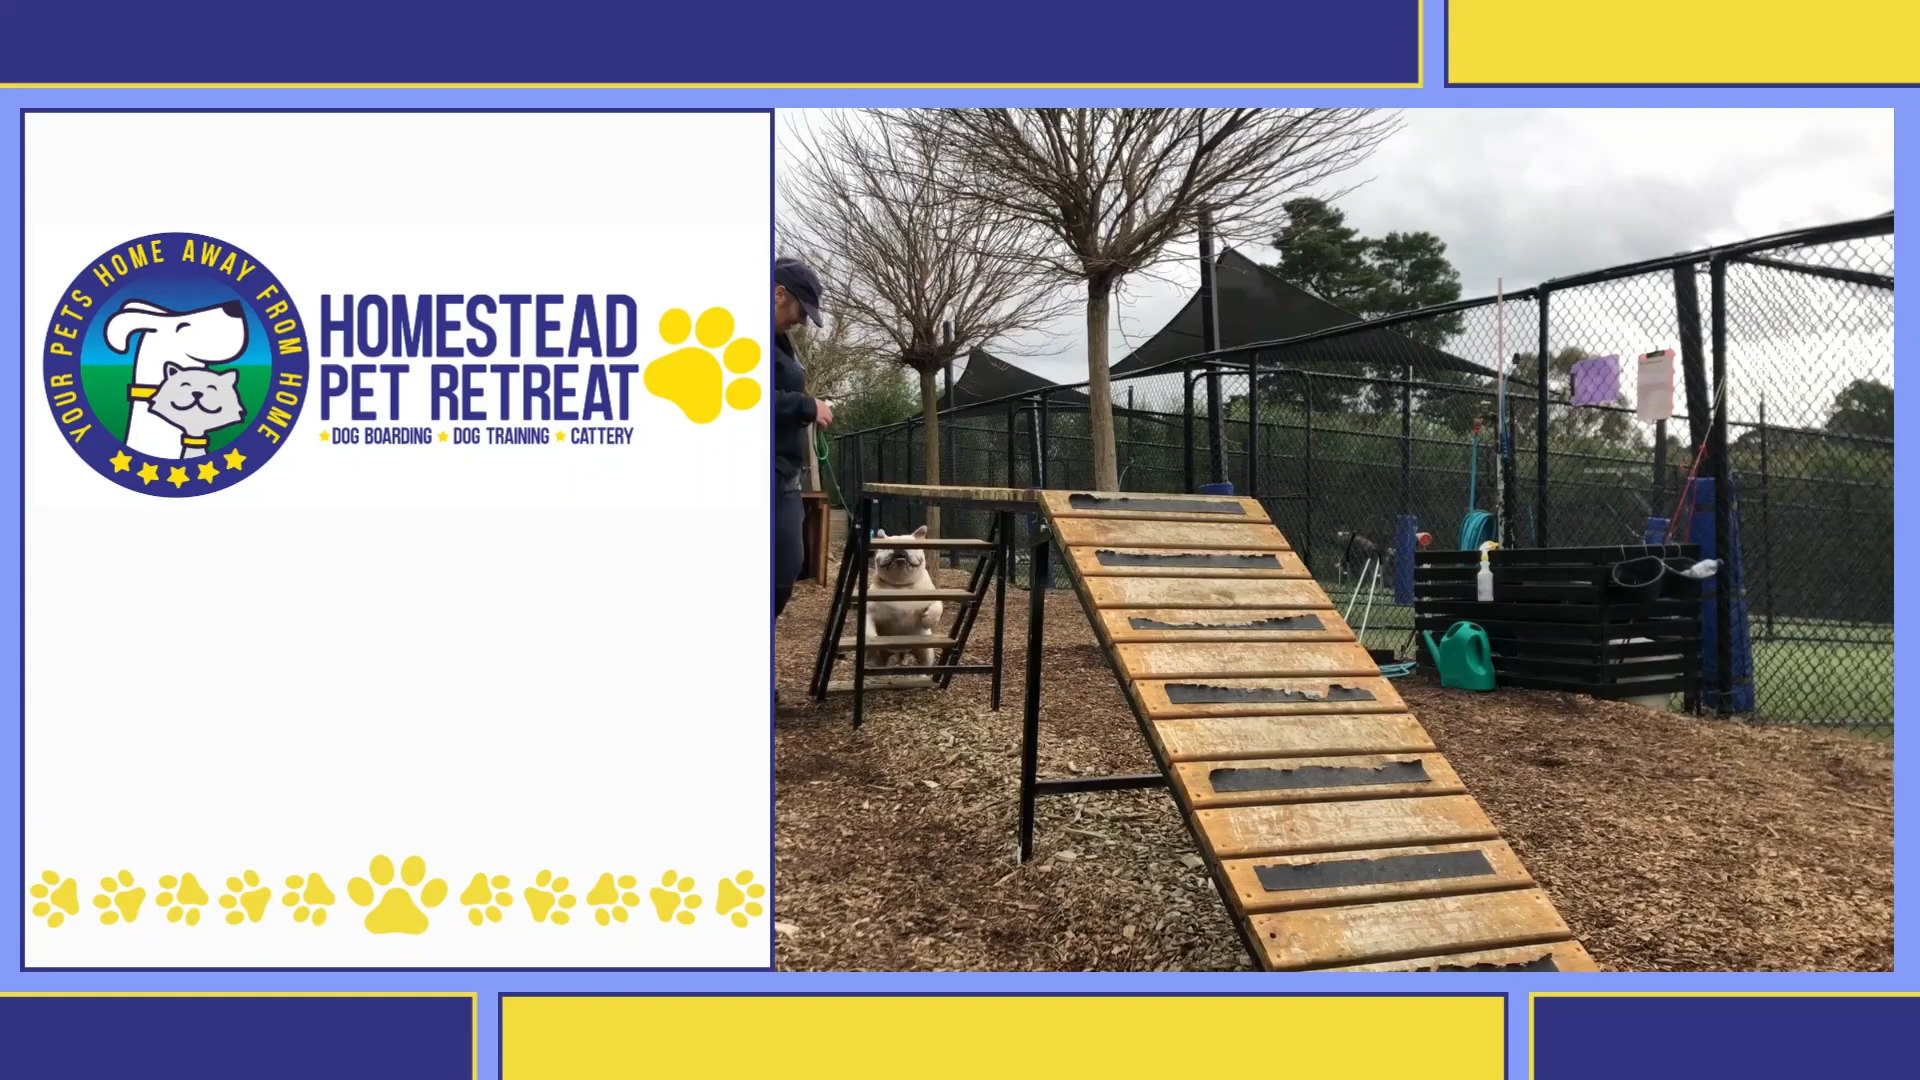 YOUR PETS HOME AWAY FROM HOME
HOMESTEAD
PET RETREAT
★DOG BOARDING ★ DOG TRAINING ★ CATTERY